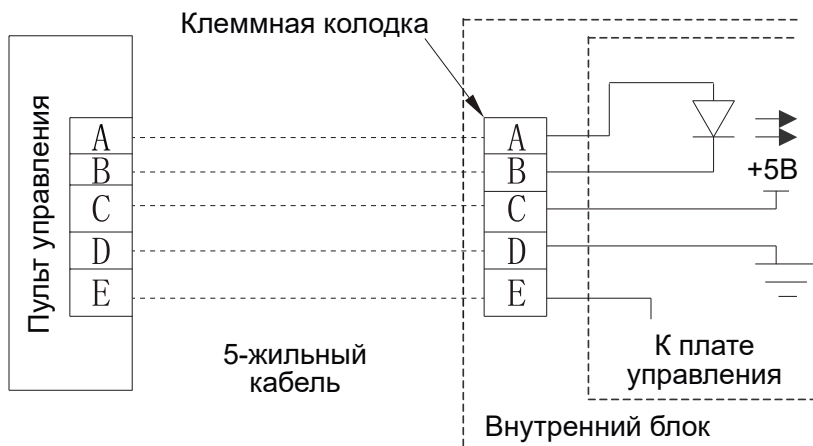 Клеммная колодка
Пульт управления
A
B
C
D
E
A
B
C
D
E
+5В
5-жильный
кабель
К плате
управления
Внутренний блок